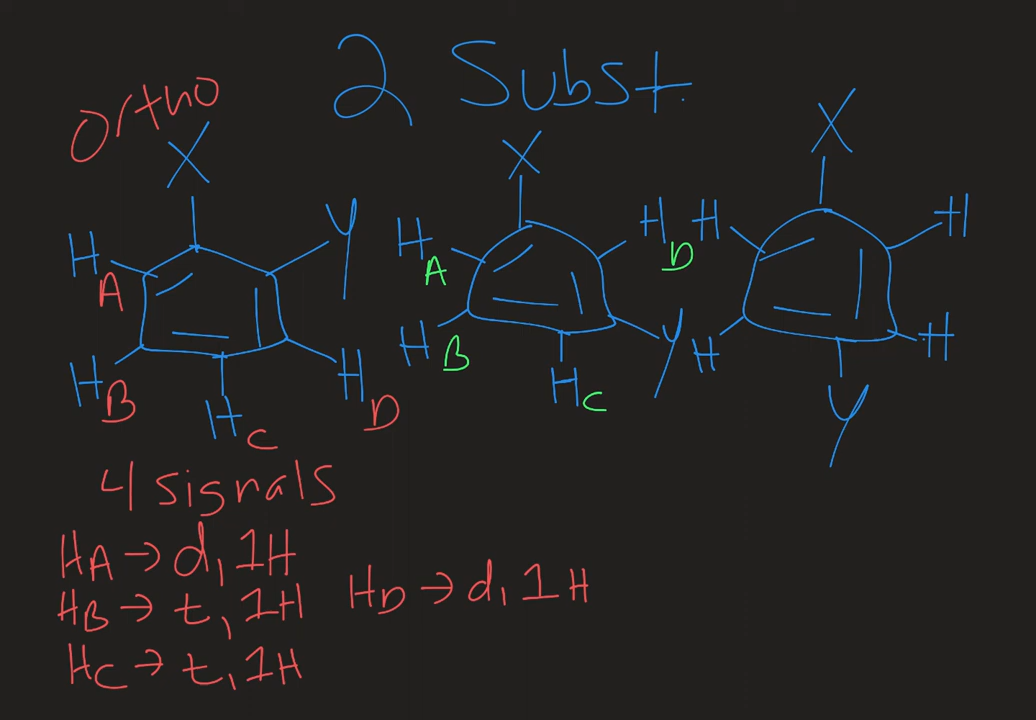 2 Subst.
Ortho
X
H
A
Y
H
B
H
C
H
D
4 signals
HA → d, 1H
HB → t, 1H
HC → t, 1H
HD → d, 1H
X
H
A
H
D
H
B
H
C
Y
X
H
H
H
H
Y